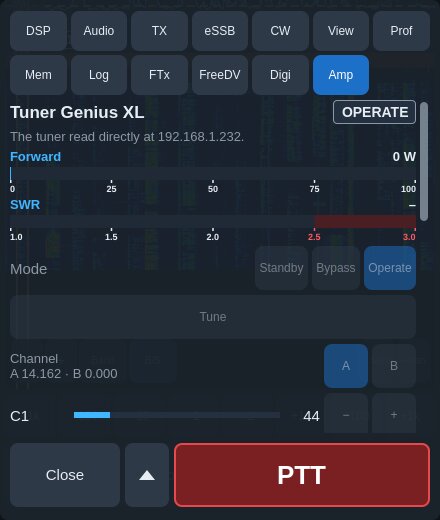 DSP Audio TX eSSB CW View Prof
Mem Log FTx FreeDV Digi Amp
Tuner Genius XL OPERATE
The tuner read directly at 192.168.1.232.
Forward 0 W
0 25 50 75 100
SWR –
1.0 1.5 2.0 2.5 3.0
Mode Standby Bypass Operate
Tune
Channel
A 14.162 · B 0.000
A B
C1 44 − +
Close PTT